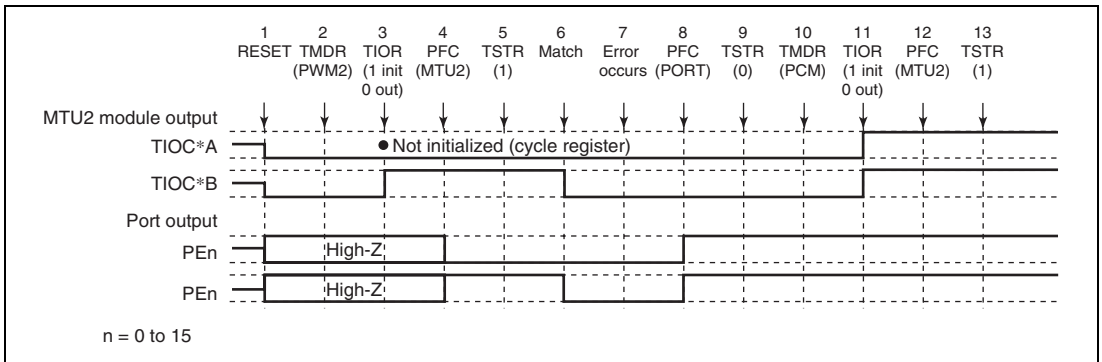 1 2 3 4 5 6 7 8 9 10 11 12 13
RESET TMDR TIOR PFC TSTR Match Error PFC TSTR TMDR TIOR PFC TSTR
(PWM2) (1 init (MTU2) (1) occurs (PORT) (0) (PCM) (1 init (MTU2) (1)
0 out) 0 out)
MTU2 module output
TIOC*A
● Not initialized (cycle register)
TIOC*B
Port output
PEn
High-Z
PEn
High-Z
n = 0 to 15